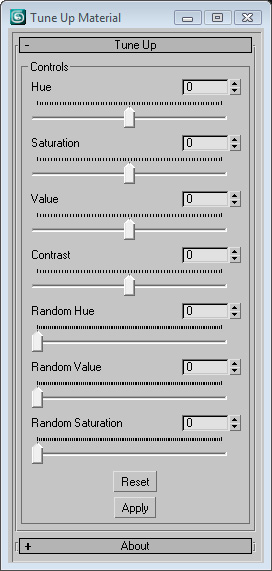 Tune Up Material
- Tune Up
Controls
Hue 0
Saturation 0
Value 0
Contrast 0
Random Hue 0
Random Value 0
Random Saturation 0
Reset
Apply
+ About